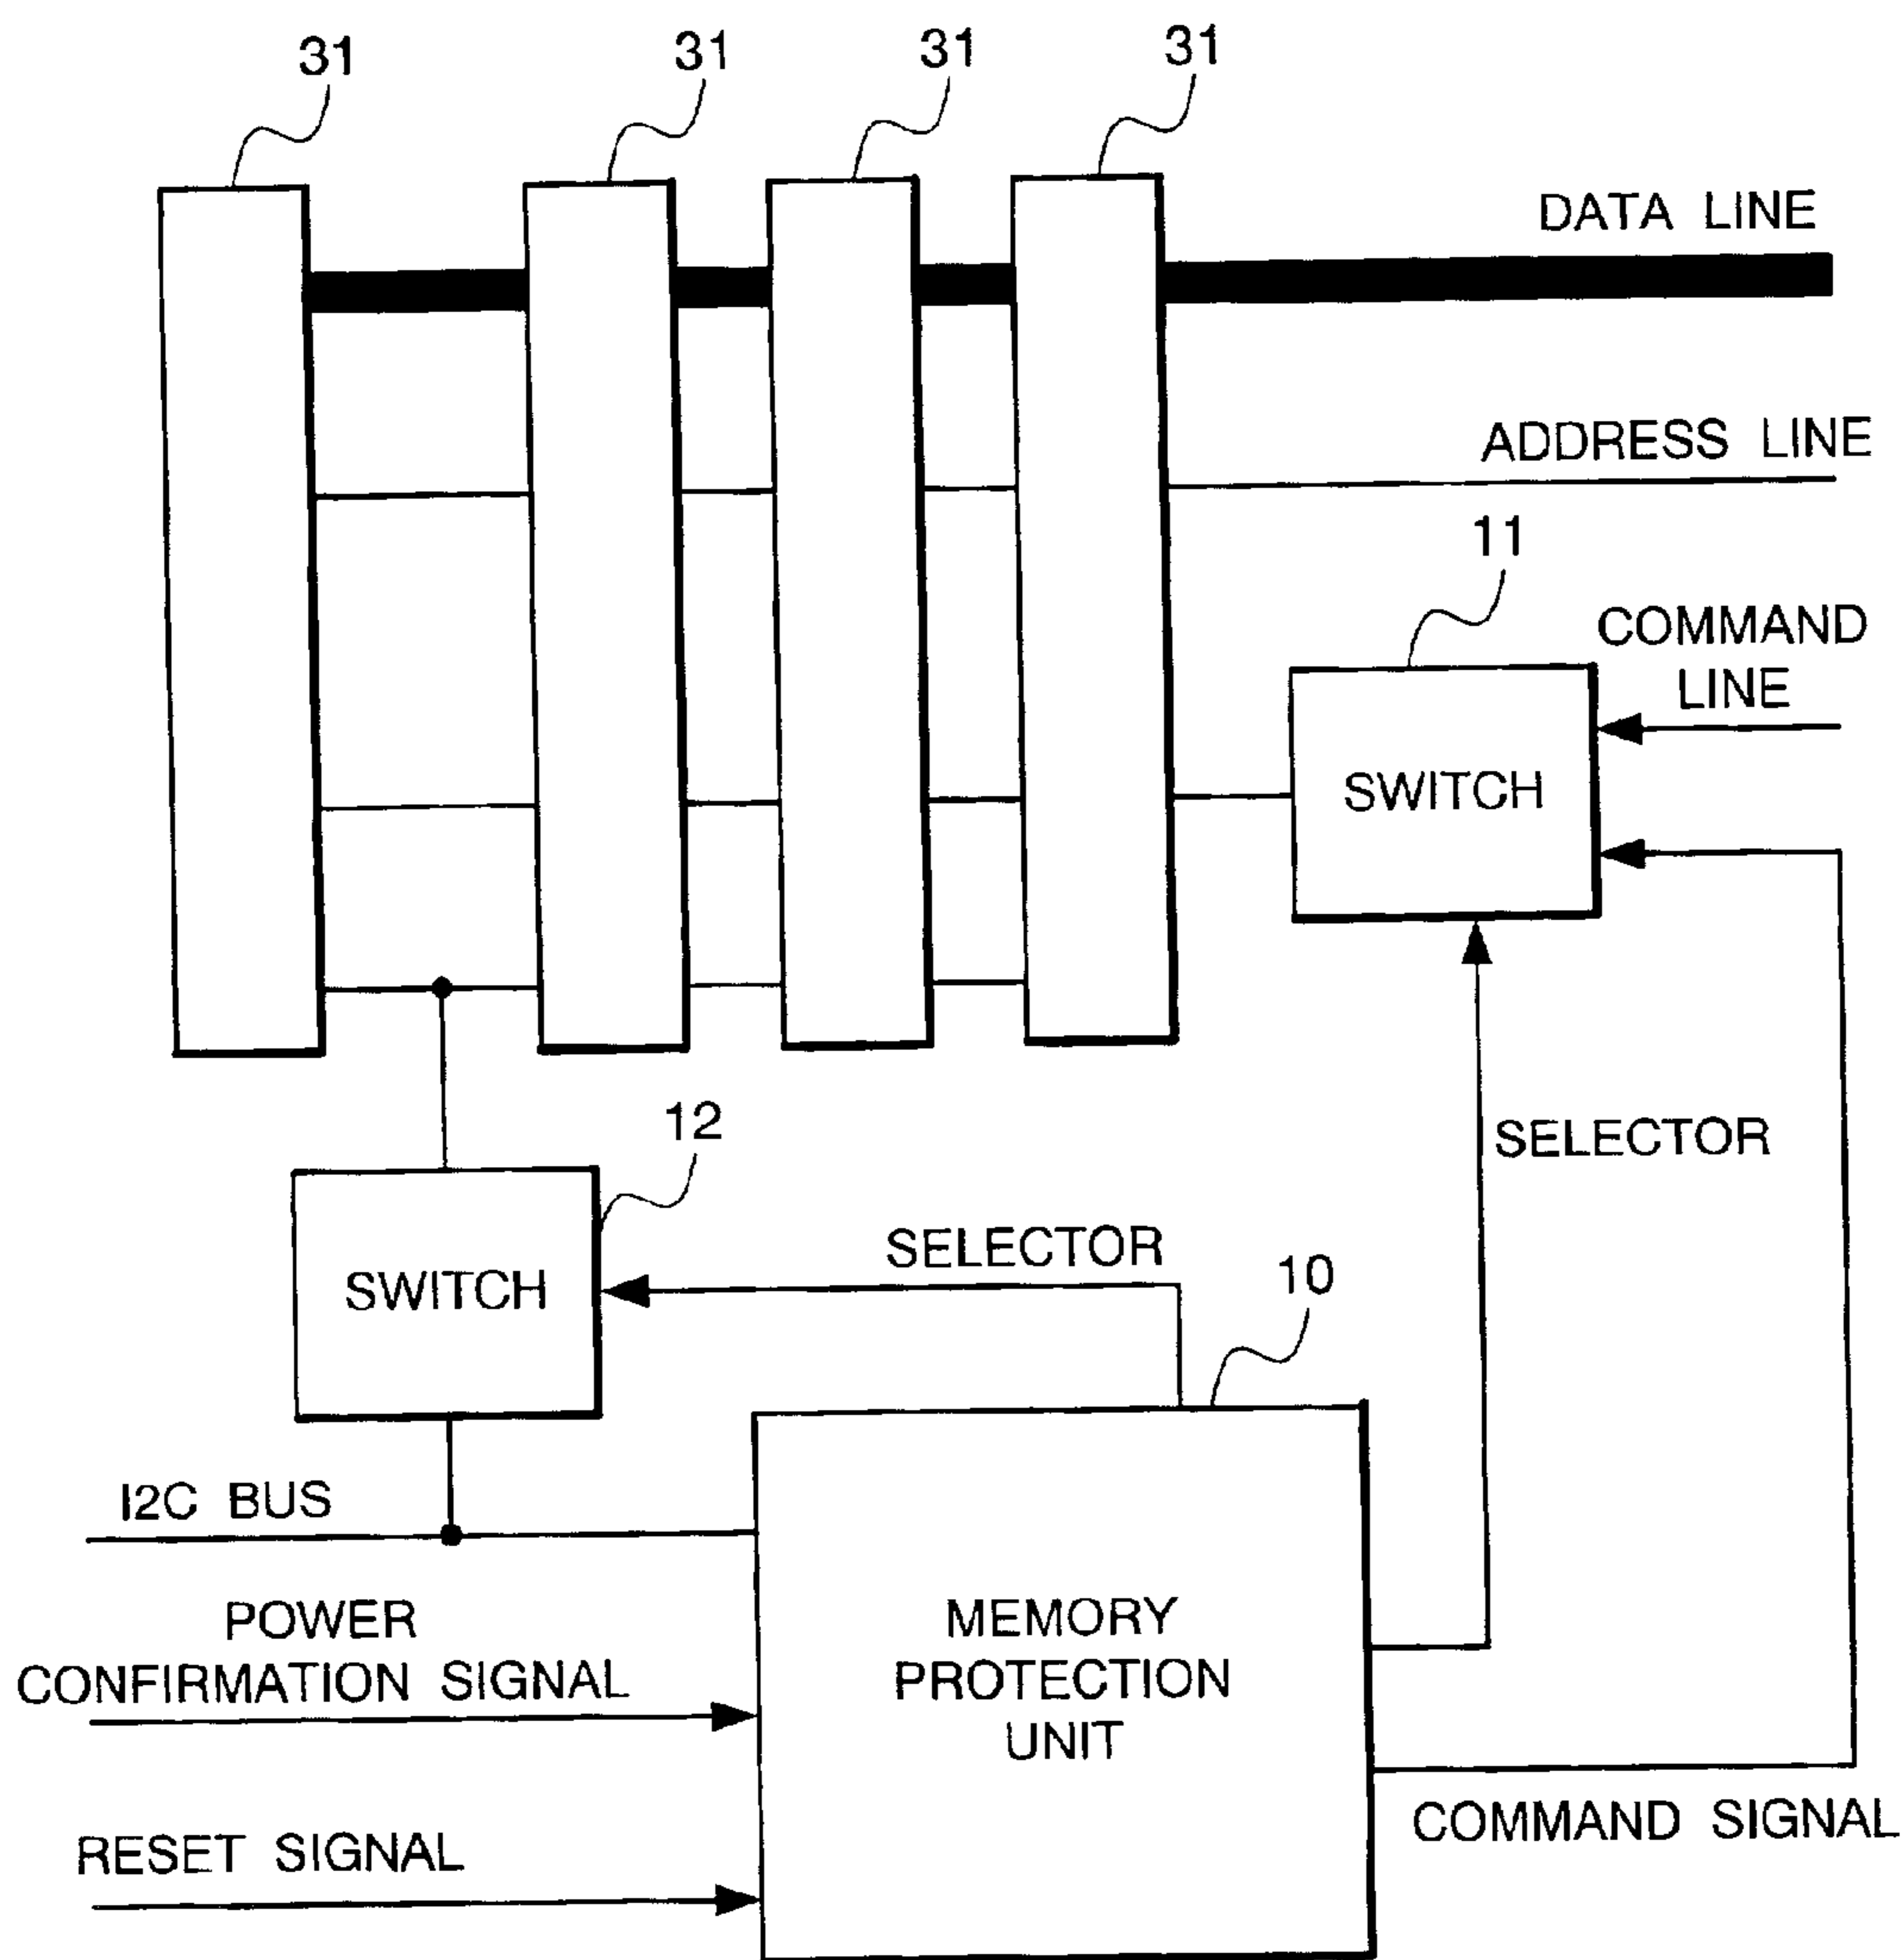 31
31
31
31
DATA LINE
ADDRESS LINE
11
COMMAND
LINE
SWITCH
SELECTOR
12
SELECTOR
10
SWITCH
I2C BUS
POWER
CONFIRMATION SIGNAL
MEMORY
PROTECTION
UNIT
COMMAND SIGNAL
RESET SIGNAL